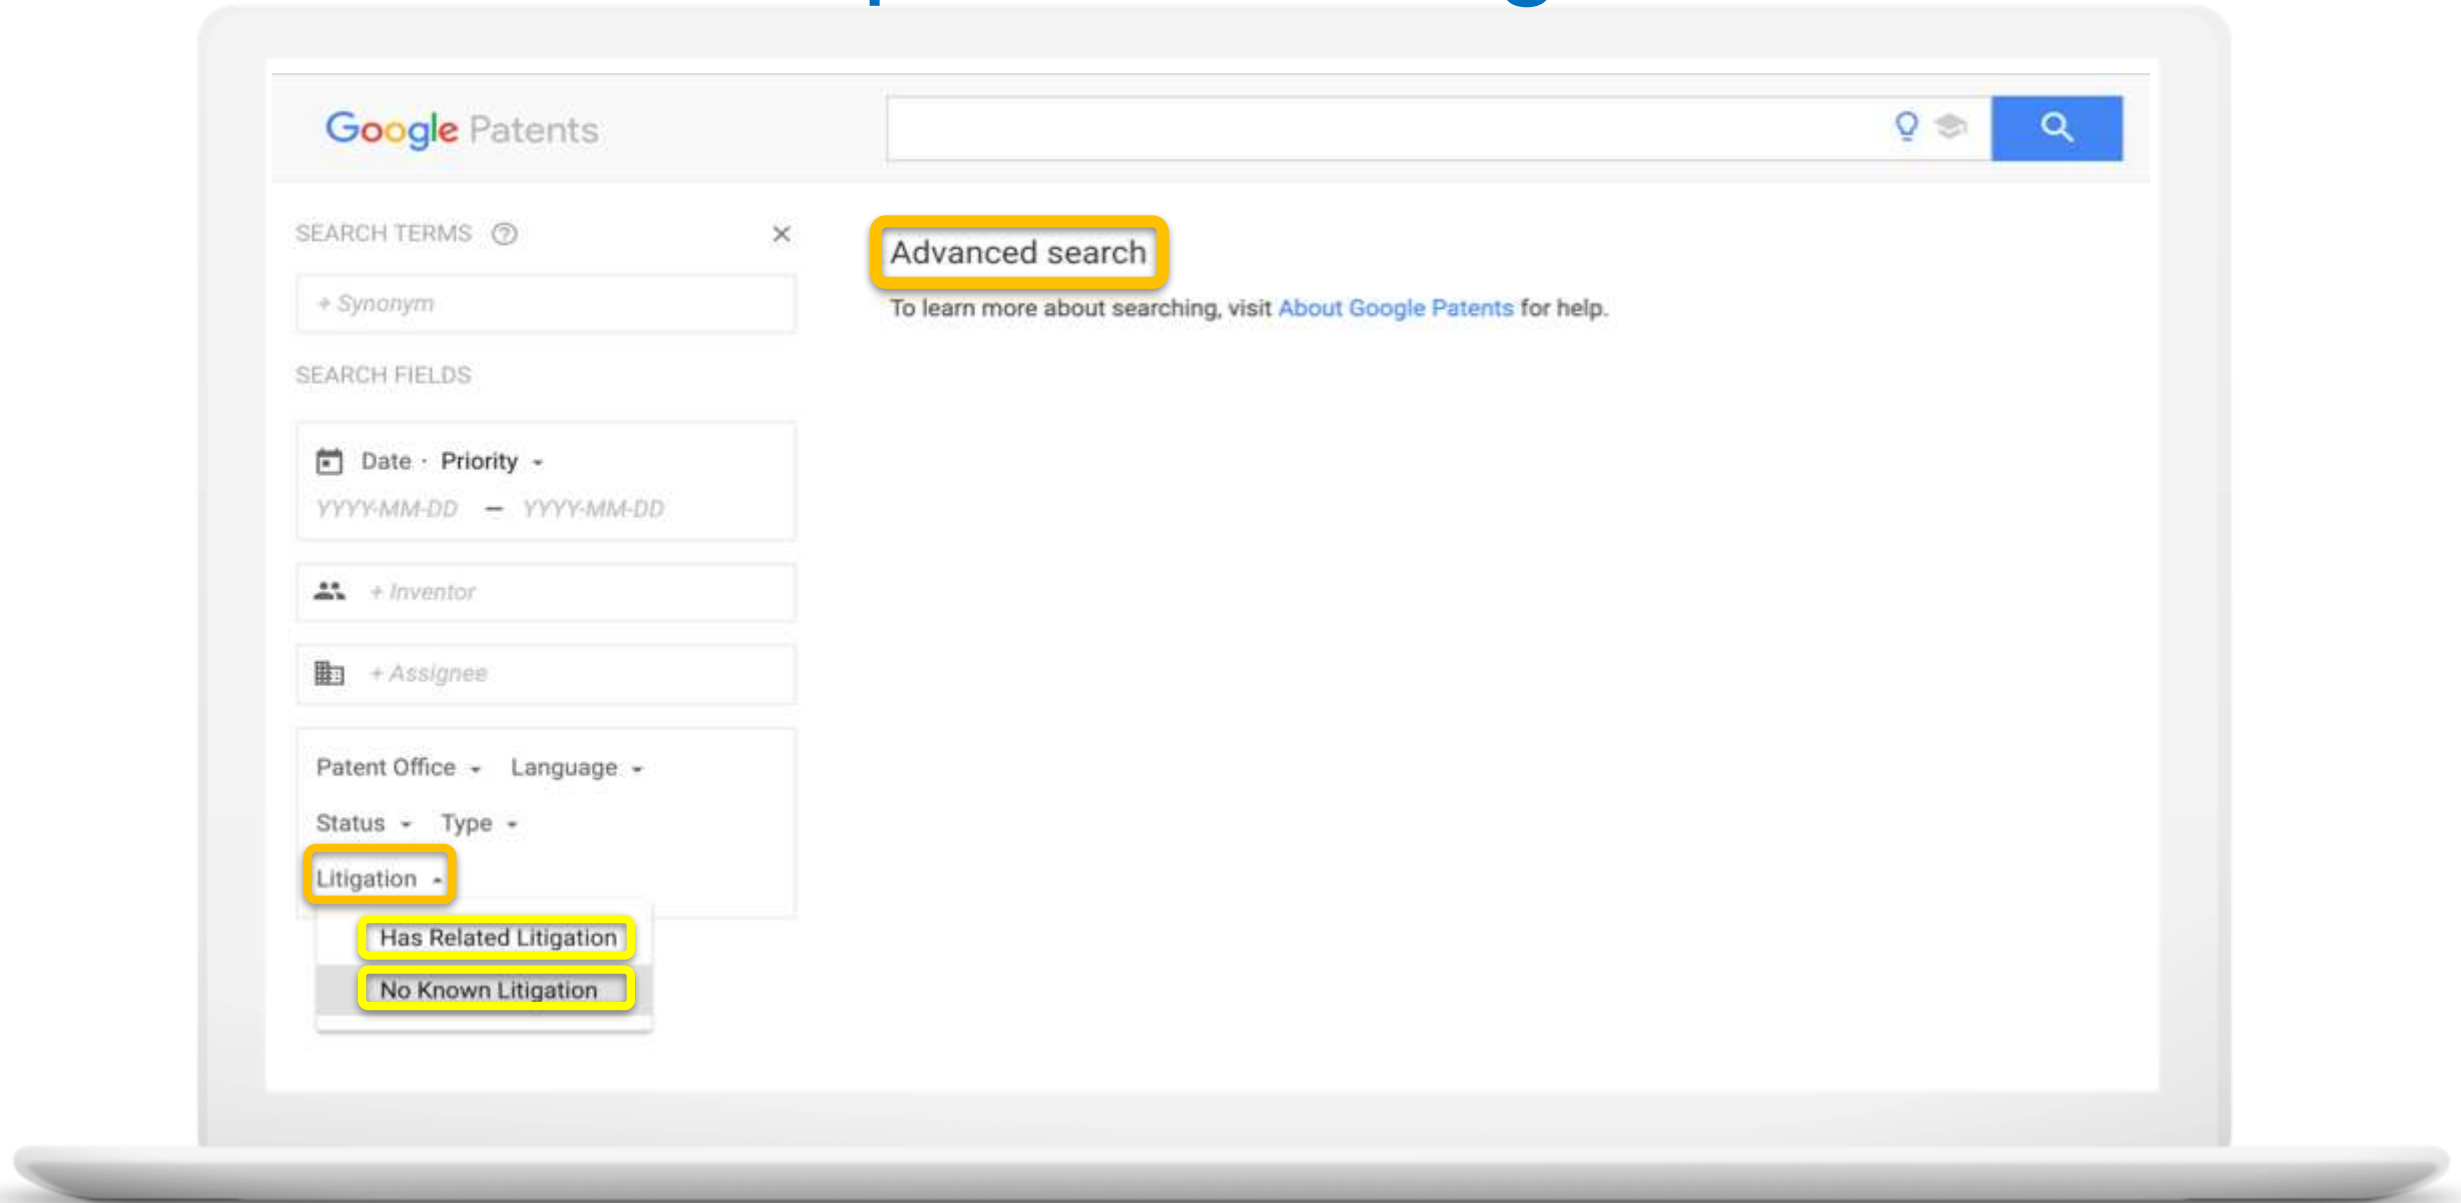 Google Patents
SEARCH TERMS
+ Synonym
SEARCH FIELDS
Date · Priority
YYYY-MM-DD — YYYY-MM-DD
+ Inventor
+ Assignee
Patent Office Language
Status Type
Litigation
Has Related Litigation
No Known Litigation
Advanced search
To learn more about searching, visit About Google Patents for help.